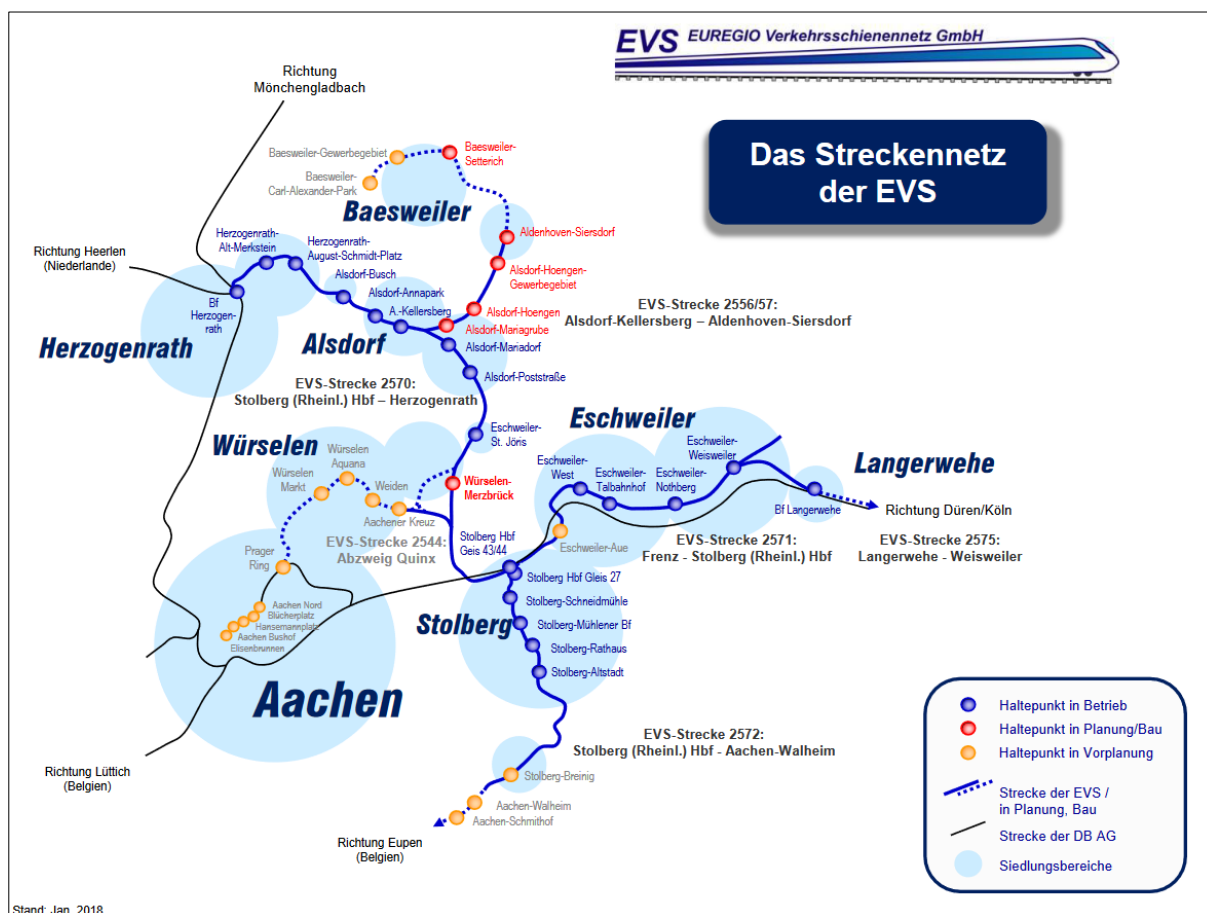 EVS EUREGIO Verkehrsschienennetz GmbH
Das Streckennetz
der EVS
Richtung
Mönchengladbach
Baesweiler-Gewerbegebiet
Baesweiler-
Setterich
Baesweiler-
Carl-Alexander-Park
Baesweiler
Richtung Heerlen
(Niederlande)
Herzogenrath-
Alt-Merkstein
Herzogenrath-
August-Schmidt-Platz
Aldenhoven-Siersdorf
Alsdorf-Busch
Alsdorf-Hoengen-
Gewerbegebiet
Alsdorf-Annapark
A.-Kellersberg
Alsdorf-Hoengen
Alsdorf-Mariagrube
Bf
Herzogen-
rath
Herzogenrath
Alsdorf
Alsdorf-Mariadorf
Alsdorf-Poststraße
EVS-Strecke 2556/57:
Alsdorf-Kellersberg – Aldenhoven-Siersdorf
EVS-Strecke 2570:
Stolberg (Rheinl.) Hbf – Herzogenrath
Eschweiler-
St. Jöris
Würselen
Würselen
Aquana
Würselen
Markt
Weiden
Aachener Kreuz
Würselen-
Merzbrück
Eschweiler
Eschweiler-
West
Eschweiler-
Talbahnhof
Eschweiler-
Nothberg
Eschweiler-
Weisweiler
Langerwehe
Bf Langerwehe
Richtung Düren/Köln
EVS-Strecke 2544:
Abzweig Quinx
Stolberg Hbf
Geis 43/44
Eschweiler-Aue
EVS-Strecke 2571:
Frenz - Stolberg (Rheinl.) Hbf
EVS-Strecke 2575:
Langerwehe - Weisweiler
Prager
Ring
Aachen Nord
Blücherplatz
Hansemannplatz
Aachen Bushof
Elisenbrunnen
Aachen
Stolberg Hbf Gleis 27
Stolberg-Schneidmühle
Stolberg-Mühlener Bf
Stolberg-Rathaus
Stolberg-Altstadt
Stolberg
EVS-Strecke 2572:
Stolberg (Rheinl.) Hbf - Aachen-Walheim
Richtung Lüttich
(Belgien)
Stolberg-Breinig
Aachen-Walheim
Aachen-Schmithof
Richtung Eupen
(Belgien)
Haltepunkt in Betrieb
Haltepunkt in Planung/Bau
Haltepunkt in Vorplanung
Strecke der EVS /
in Planung, Bau
Strecke der DB AG
Siedlungsbereiche
Stand: Jan. 2018